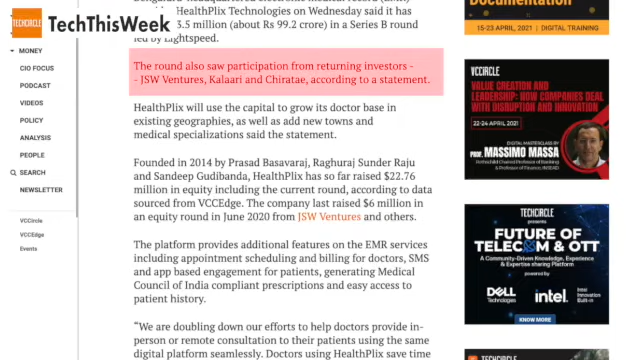 TECHCIRCLE TechThisWeek
MONEY
CIO FOCUS
PODCAST
VIDEOS
POLICY
ANALYSIS
PEOPLE
SEARCH
NEWSLETTER
VCCircle
VCCEdge
Events
HealthPlix Technologies on Wednesday said it has
3.5 million (about Rs 99.2 crore) in a Series B round
led by Lightspeed.
The round also saw participation from returning investors -
- JSW Ventures, Kalaari and Chiratae, according to a statement.
HealthPlix will use the capital to grow its doctor base in
existing geographies, as well as add new towns and
medical specializations said the statement.
Founded in 2014 by Prasad Basavaraj, Raghuraj Sunder Raju
and Sandeep Gudibanda, HealthPlix has so far raised $22.76
million in equity including the current round, according to data
sourced from VCCEdge. The company last raised $6 million in
an equity round in June 2020 from JSW Ventures and others.
The platform provides additional features on the EMR services
including appointment scheduling and billing for doctors, SMS
and app based engagement for patients, generating Medical
Council of India compliant prescriptions and easy access to
patient history.
“We are doubling down our efforts to help doctors provide in-
person or remote consultation to their patients using the same
digital platform seamlessly. Doctors using HealthPlix save time
Documentation
15-23 APRIL, 2021 | DIGITAL TRAINING
VCCIRCLE
VALUE CREATION AND
LEADERSHIP: HOW COMPANIES DEAL
WITH DISRUPTION AND INNOVATION
22-24 APRIL, 2021
DIGITAL MASTERCLASS BY
PROF. MASSIMO MASSA
TECHCIRCLE
presents
FUTURE OF
TELECOM & OTT
A Community-Driven Knowledge, Experience
& Expertise sharing Platform
powered by
DELL
Technologies
intel
KNOW MORE
TECHCIRCLE